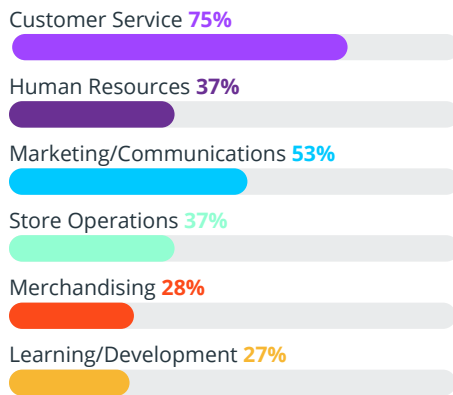 Customer Service 75%
Human Resources 37%
Marketing/Communications 53%
Store Operations 37%
Merchandising 28%
Learning/Development 27%